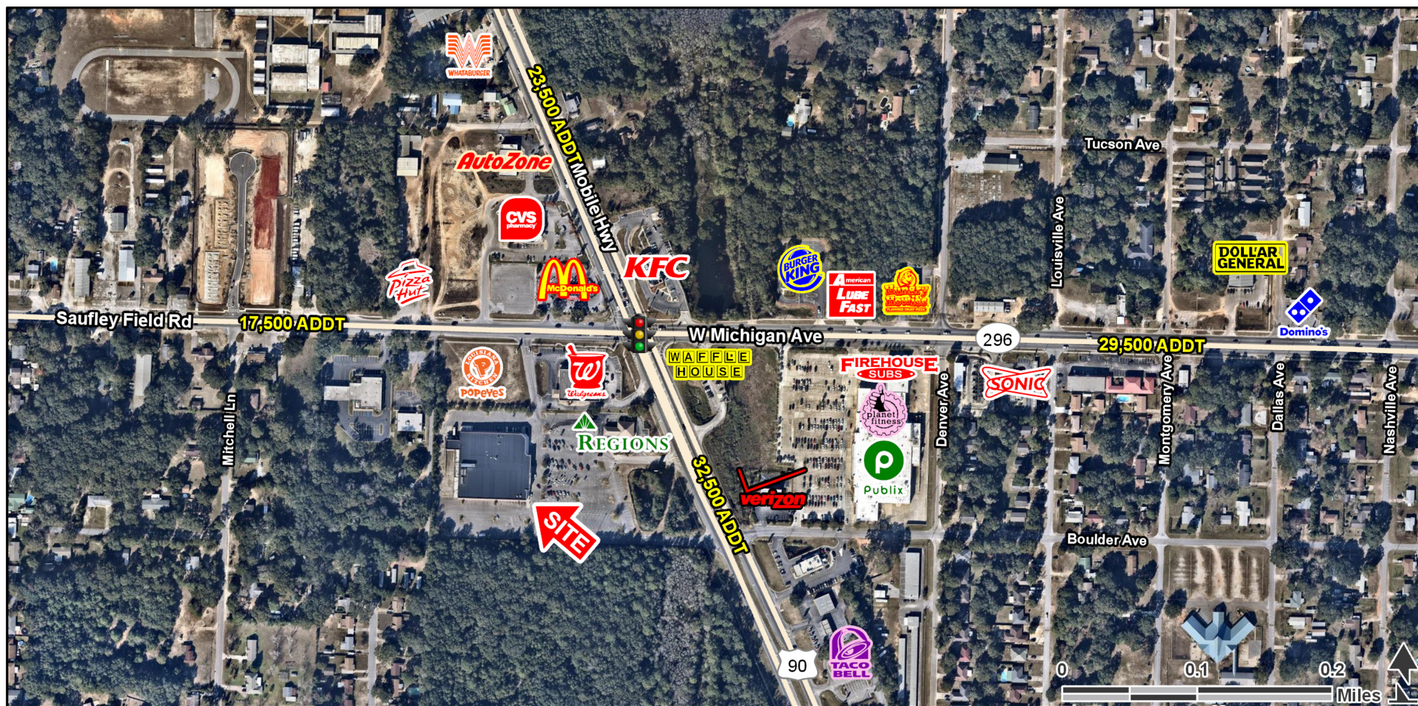 W
WHATABURGER
23,500 ADDT
Mobile Hwy
AutoZone
CVS
pharmacy
Pizza
Hut
McDonald's
KFC
BURGER
KING
American
LUBE
FAST
Tucson Ave
Louisville Ave
DOLLAR
GENERAL
Domino's
Saufley Field Rd
17,500 ADDT
W Michigan Ave
296
29,500 ADDT
LOUISIANA
KITCHEN
POPEYES
W
Walgreens
WAFFLE
HOUSE
FIREHOUSE
SUBS
SONIC
planet
fitness
REGIONS
Publix
verizon
Mitchell Ln
Denver Ave
Montgomery Ave
Dallas Ave
Nashville Ave
32,500 ADDT
SITE
Boulder Ave
90
TACO
BELL
0
0.1
0.2
Miles
N